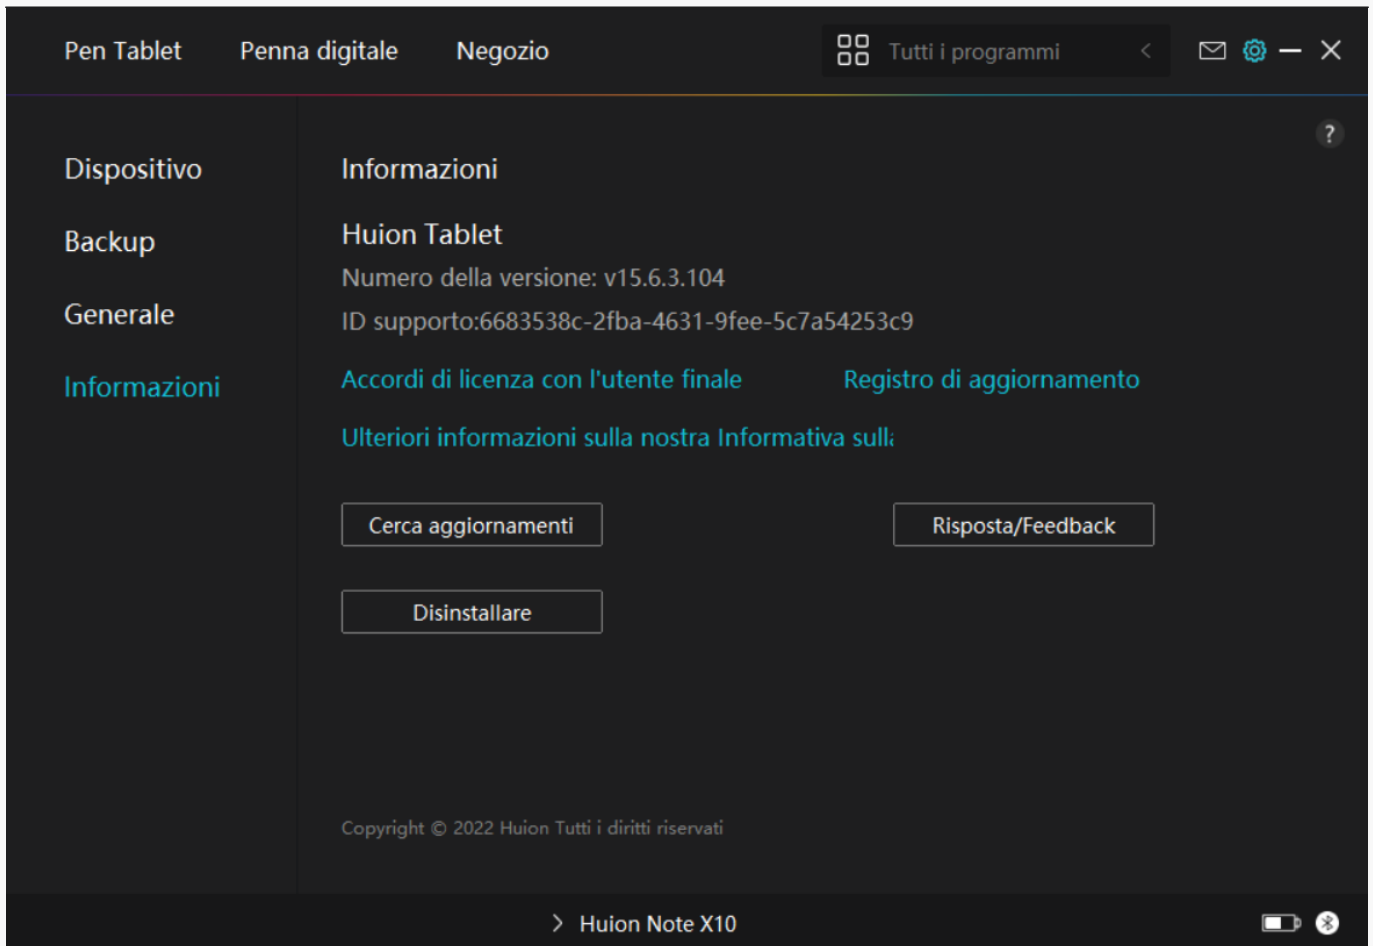 Pen Tablet Penna digitale Negozio Tutti i programmi
?
Dispositivo
Backup
Generale
Informazioni
Informazioni
Huion Tablet
Numero della versione: v15.6.3.104
ID supporto:6683538c-2fba-4631-9fee-5c7a54253c9
Accordi di licenza con l'utente finale Registro di aggiornamento
Ulteriori informazioni sulla nostra Informativa sulla
Cerca aggiornamenti Risposta/Feedback
Disinstallare
Copyright © 2022 Huion Tutti i diritti riservati
Huion Note X10